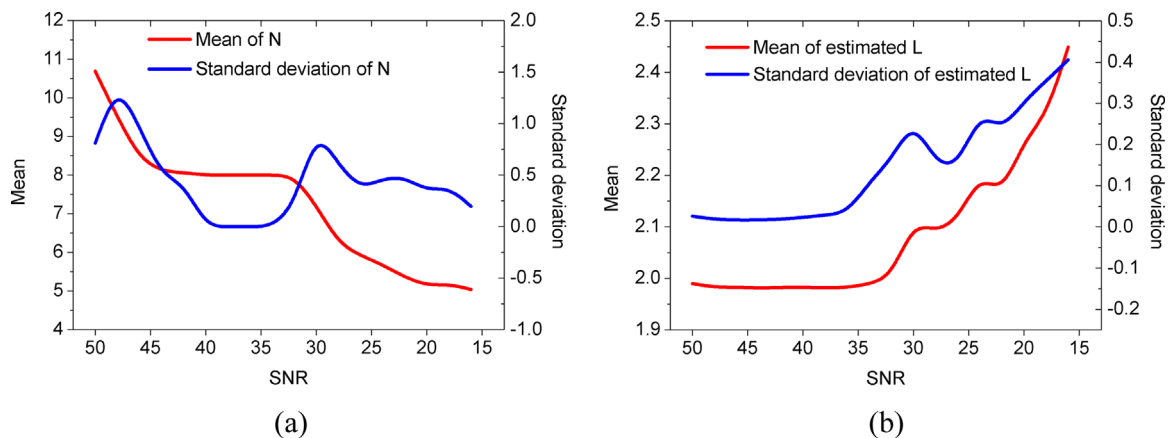 12
11
10
9
8
7
6
5
4
Mean
Mean of N
Standard deviation of N
2.0
1.5
1.0
0.5
0.0
-0.5
-1.0
Standard deviation
50 45 40 35 30 25 20 15
SNR
(a)
2.5
2.4
2.3
2.2
2.1
2.0
1.9
Mean
Mean of estimated L
Standard deviation of estimated L
0.5
0.4
0.3
0.2
0.1
0.0
-0.1
-0.2
Standard deviation
50 45 40 35 30 25 20 15
SNR
(b)